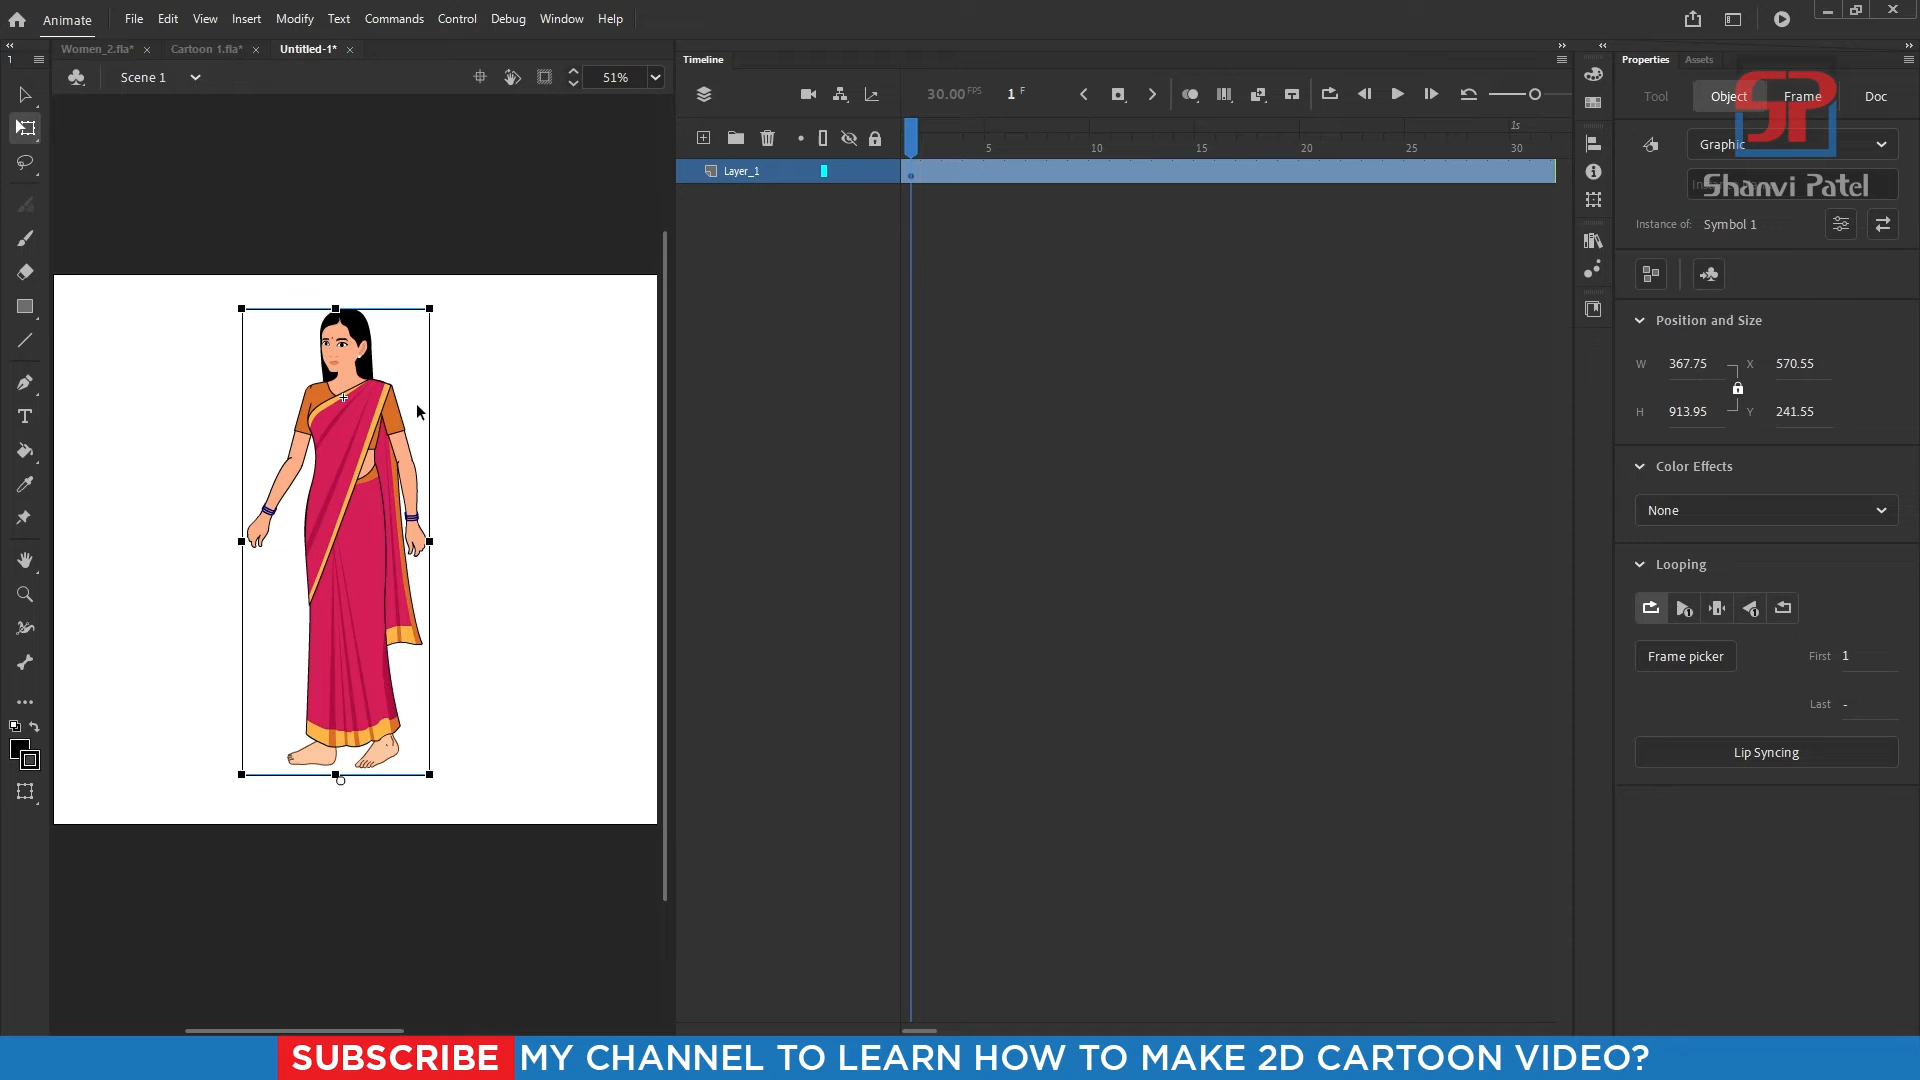 Animate File Edit View Insert Modify Text Commands Control Debug Window Help
Women_2.fla* × Cartoon 1.fla* × Untitled-1* ×
Scene 1 51%
Timeline
30.00 FPS 1 F
1s
5 10 15 20 25 30
Layer_1
Properties Assets
Tool Object Frame Doc
SP
Graphic
Shanvi Patel
Instance of: Symbol 1
Position and Size
W 367.75 X 570.55
H 913.95 Y 241.55
Color Effects
None
Looping
Frame picker First 1
Last -
Lip Syncing
SUBSCRIBE MY CHANNEL TO LEARN HOW TO MAKE 2D CARTOON VIDEO?